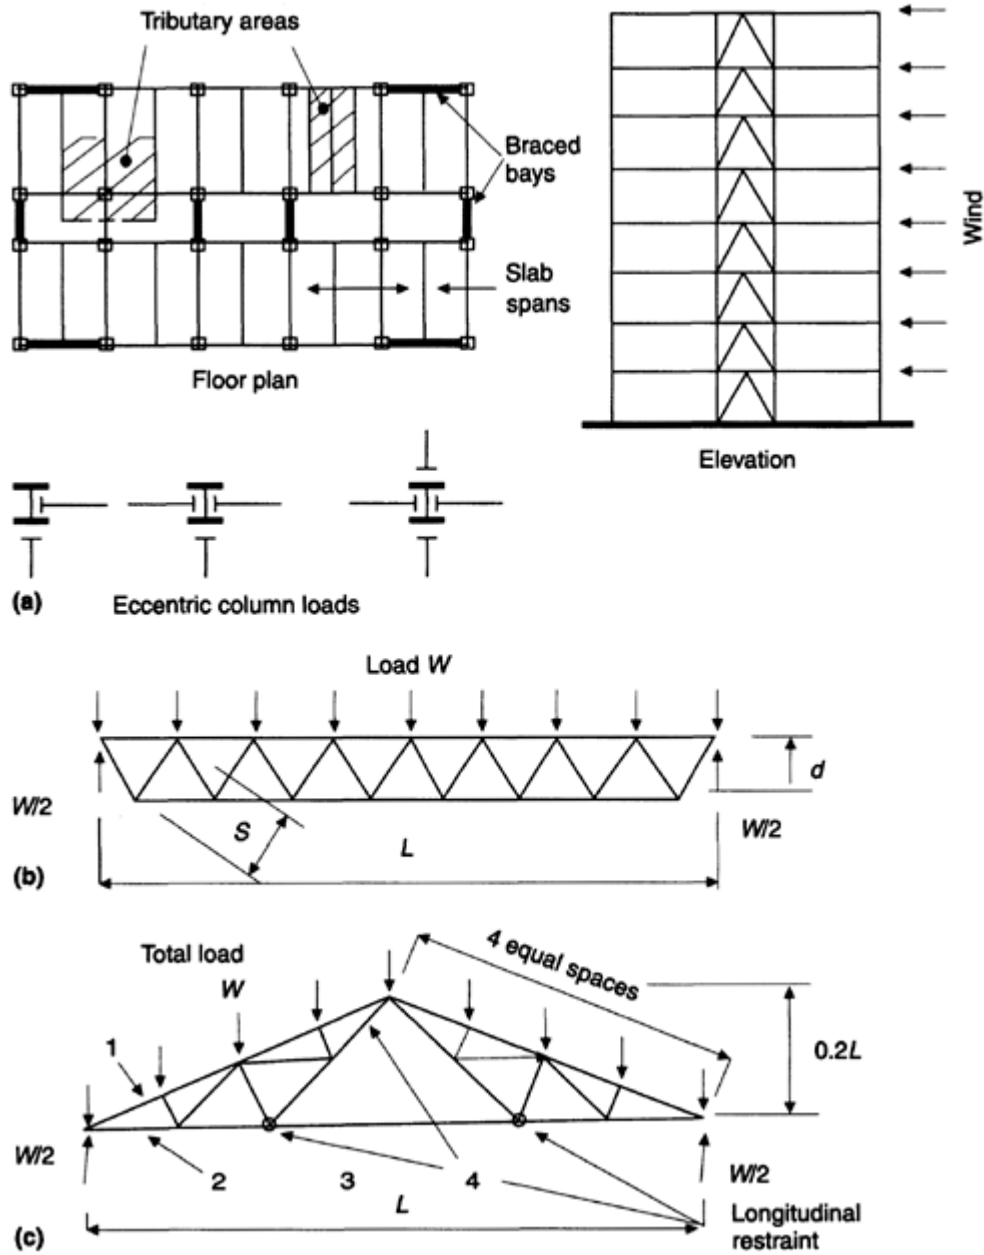 Tributary areas
Braced
bays
Wind
Slab
spans
Floor plan
Elevation
(a)
Eccentric column loads
Load W
d
W/2
W/2
S
L
(b)
Total load
W
4 equal spaces
0.2L
1
W/2
2
3
4
W/2
L
Longitudinal
restraint
(c)